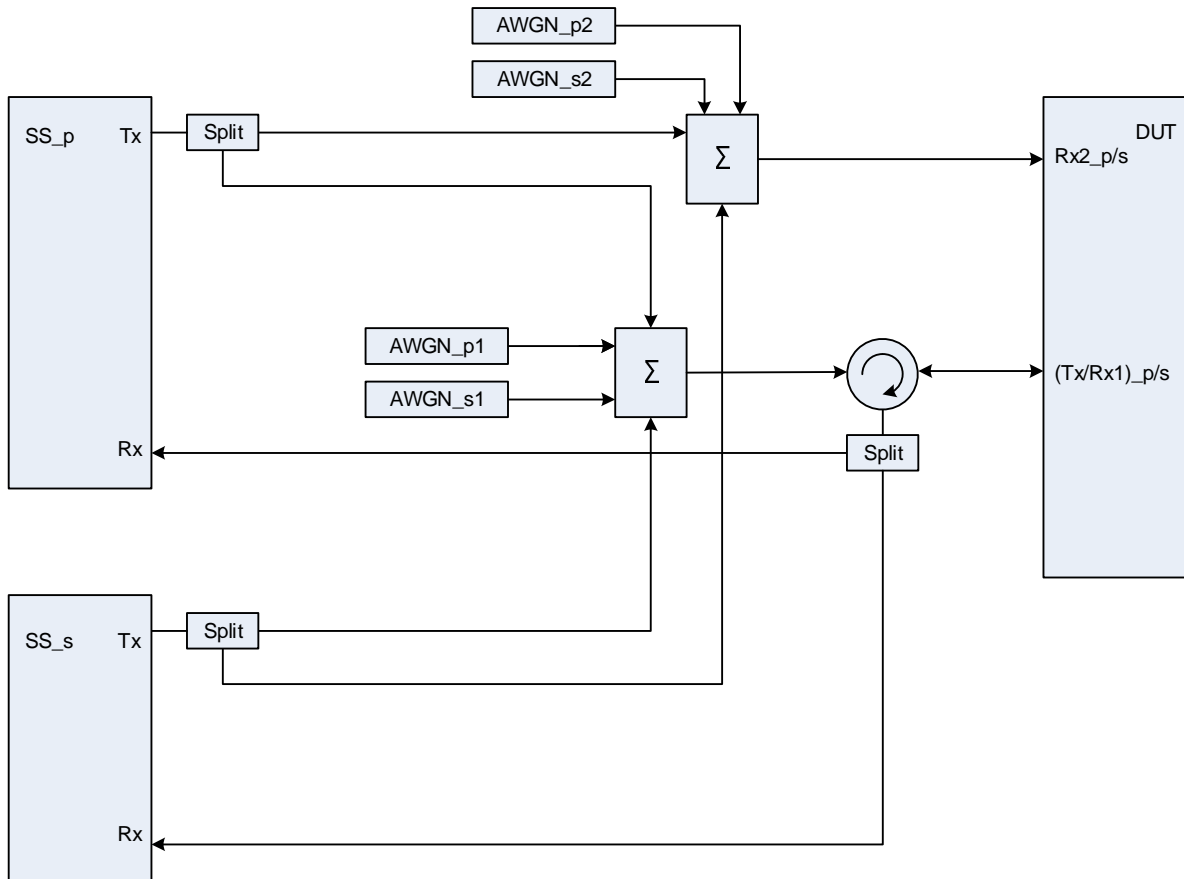 AWGN_p2
AWGN_s2
SS_p
Tx
Split
Σ
DUT
Rx2_p/s
AWGN_p1
AWGN_s1
Σ
(Tx/Rx1)_p/s
Rx
Split
SS_s
Tx
Split
Rx